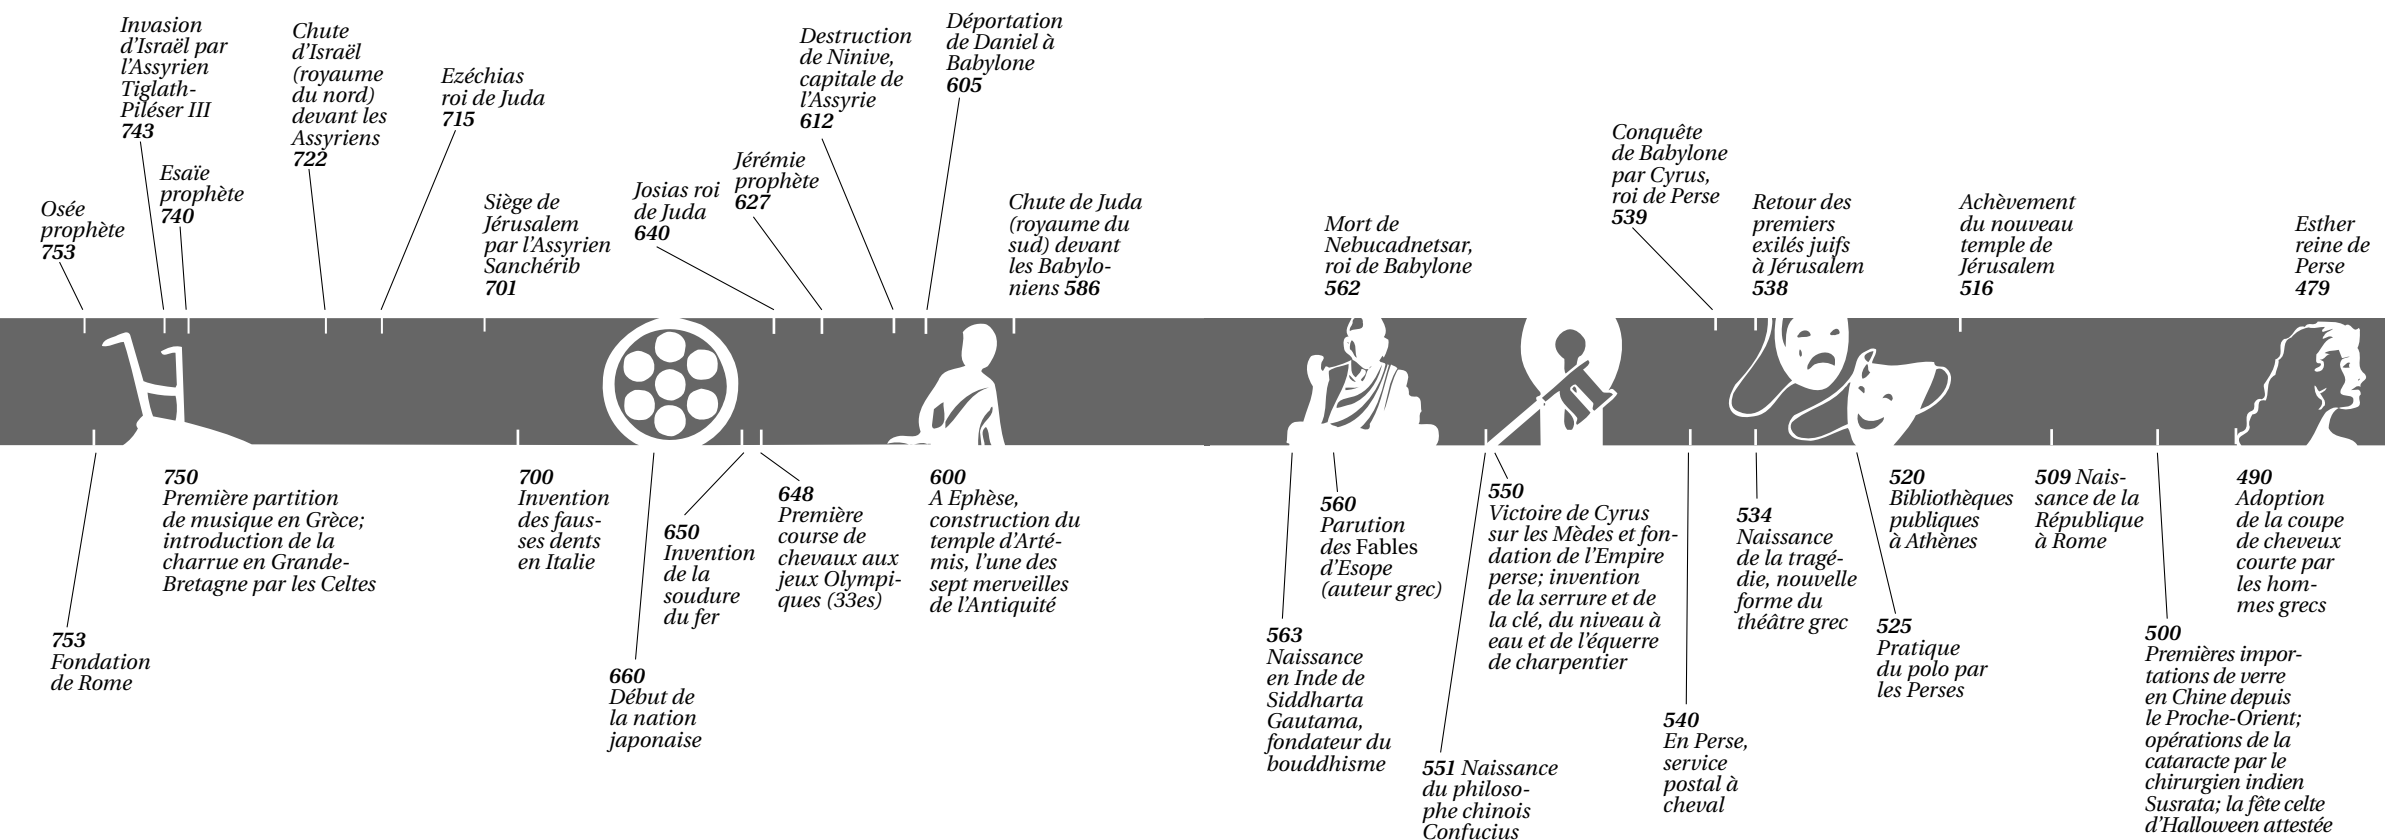 Invasion
d’Israël par
l’Assyrien
Tiglath-
Piléser III
743
Chute
d’Israël
(royaume
du nord)
devant les
Assyriens
722
Ezéchias
roi de Juda
715
Destruction
de Ninive,
capitale de
l’Assyrie
612
Déportation
de Daniel à
Babylone
605
Osée
prophète
753
Esaïe
prophète
740
Siège de
Jérusalem
par l’Assyrien
Sanchérib
701
Josias roi
de Juda
640
Jérémie
prophète
627
Chute de Juda
(royaume du
sud) devant
les Babylo-
niens 586
Mort de
Nebucadnetsar,
roi de Babylone
562
Conquête
de Babylone
par Cyrus,
roi de Perse
539
Retour des
premiers
exilés juifs
à Jérusalem
538
Achèvement
du nouveau
temple de
Jérusalem
516
Esther
reine de
Perse
479
753
Fondation
de Rome
750
Première partition
de musique en Grèce;
introduction de la
charrue en Grande-
Bretagne par les Celtes
700
Invention
des faus-
ses dents
en Italie
660
Début de
la nation
japonaise
650
Invention
de la
soudure
du fer
648
Première
course de
chevaux aux
jeux Olympi-
ques (33es)
600
A Ephèse,
construction du
temple d’Arté-
mis, l’une des
sept merveilles
de l’Antiquité
563
Naissance
en Inde de
Siddharta
Gautama,
fondateur du
bouddhisme
560
Parution
des Fables
d’Esope
(auteur grec)
551 Naissance
du philoso-
phe chinois
Confucius
550
Victoire de Cyrus
sur les Mèdes et fon-
dation de l’Empire
perse; invention
de la serrure et de
la clé, du niveau à
eau et de l’équerre
de charpentier
540
En Perse,
service
postal à
cheval
534
Naissance
de la tragé-
die, nouvelle
forme du
théâtre grec
525
Pratique
du polo par
les Perses
520
Bibliothèques
publiques
à Athènes
509 Nais-
sance de la
République
à Rome
500
Premières impor-
tations de verre
en Chine depuis
le Proche-Orient;
opérations de la
cataracte par le
chirurgien indien
Susrata; la fête celte
d’Halloween attestée
490
Adoption
de la coupe
de cheveux
courte par
les hom-
mes grecs